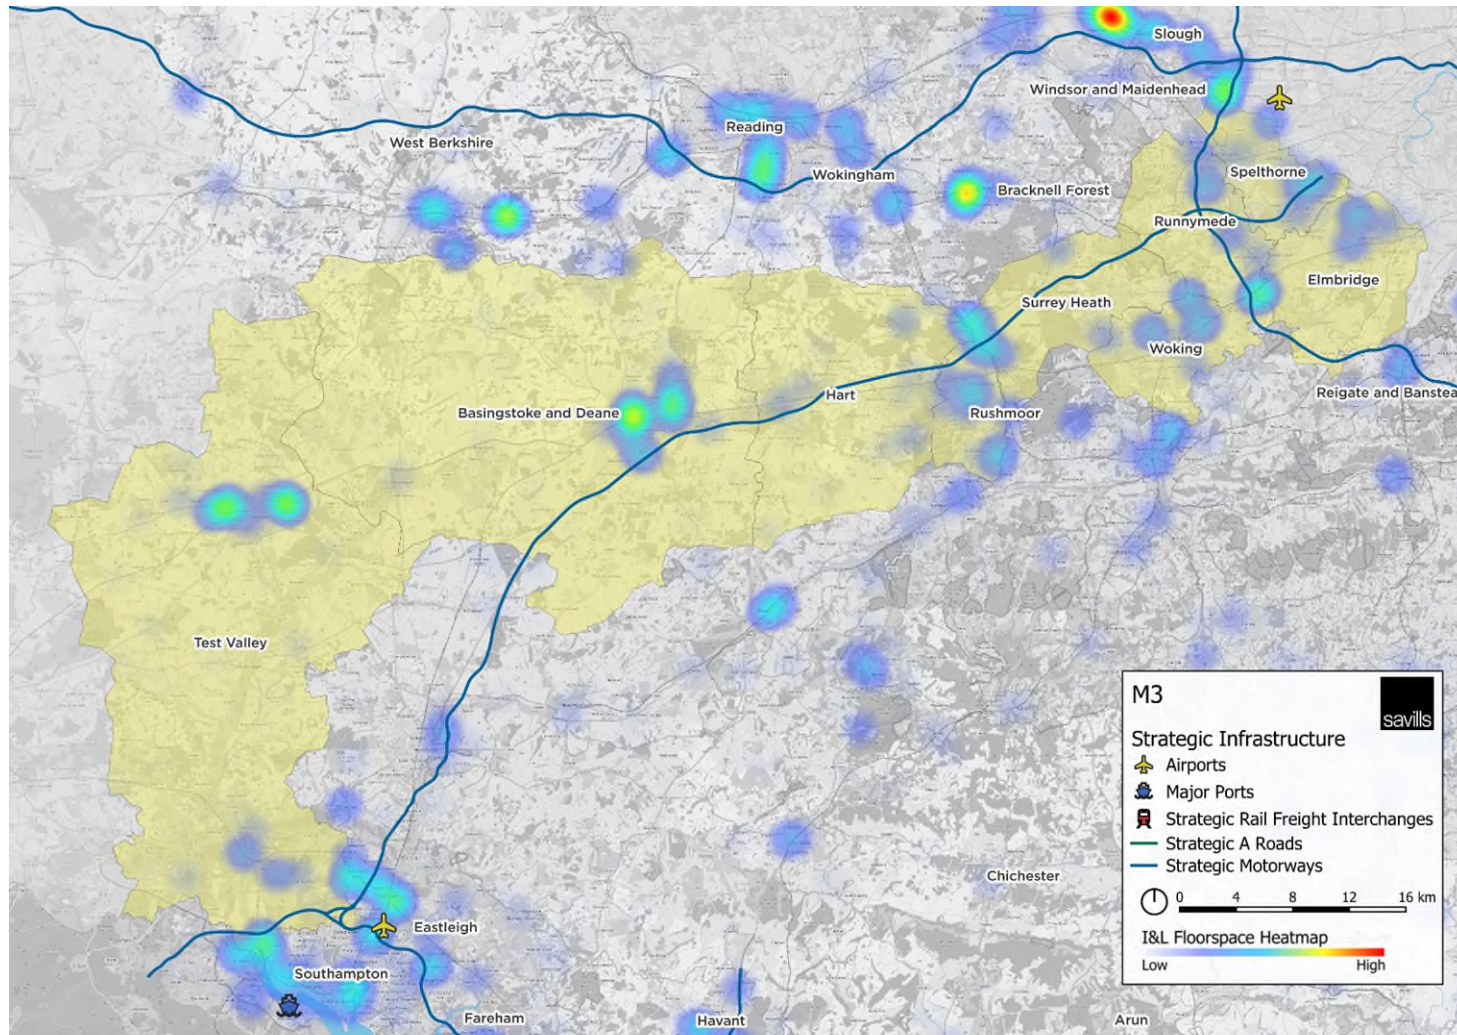 Slough
Windsor and Maidenhead
Reading
West Berkshire
Wokingham
Bracknell Forest
Spelthorne
Runnymede
Elmbridge
Surrey Heath
Woking
Hart
Reigate and Banstea
Basingstoke and Deane
Rushmoor
Test Valley
Chichester
Eastleigh
Southampton
Fareham
Havant
Arun
M3
savills
Strategic Infrastructure
Airports
Major Ports
Strategic Rail Freight Interchanges
Strategic A Roads
Strategic Motorways
0 4 8 12 16 km
I&L Floorspace Heatmap
Low High